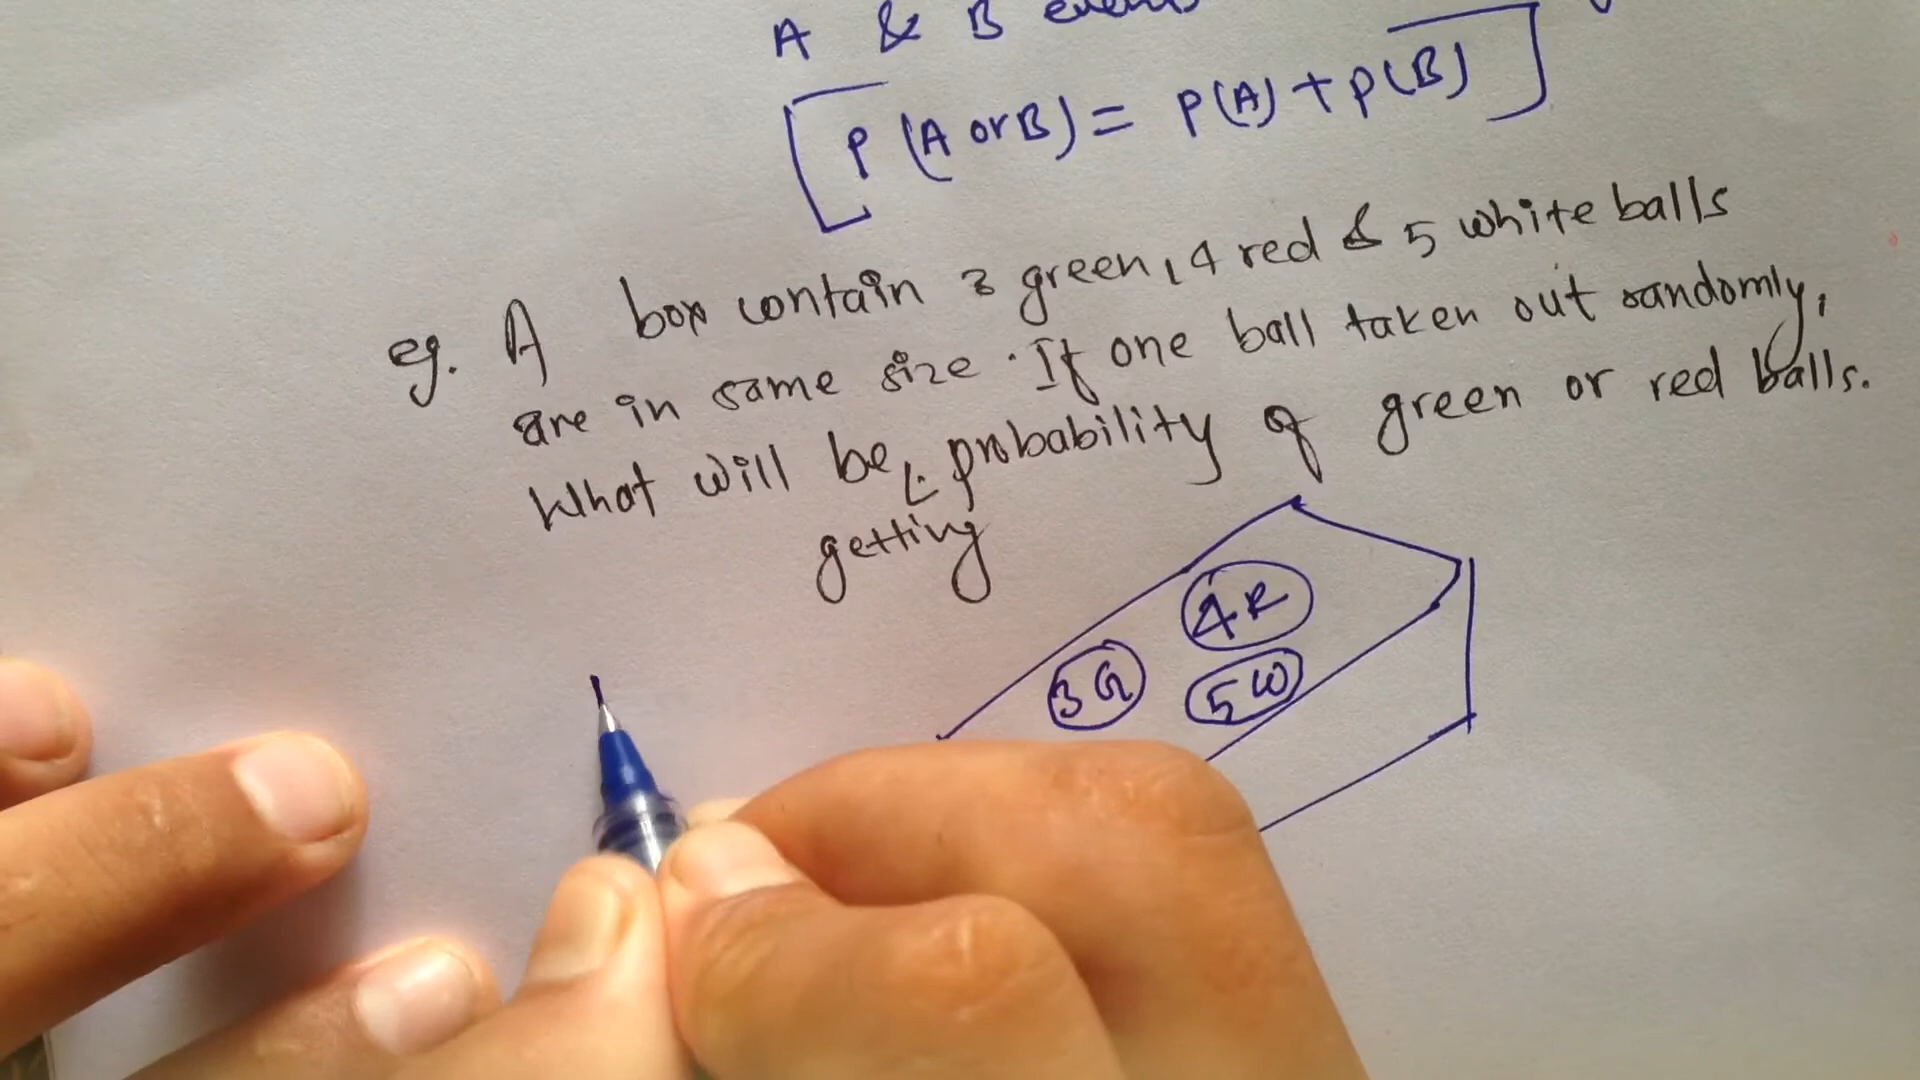 A & B events
P (A or B) = P(A) + P(B)
eg. A box contain 3 green, 4 red & 5 white balls
are in same size. If one ball taken out randomly,
What will be probability of green or red balls.
getting
4R
3G
5W